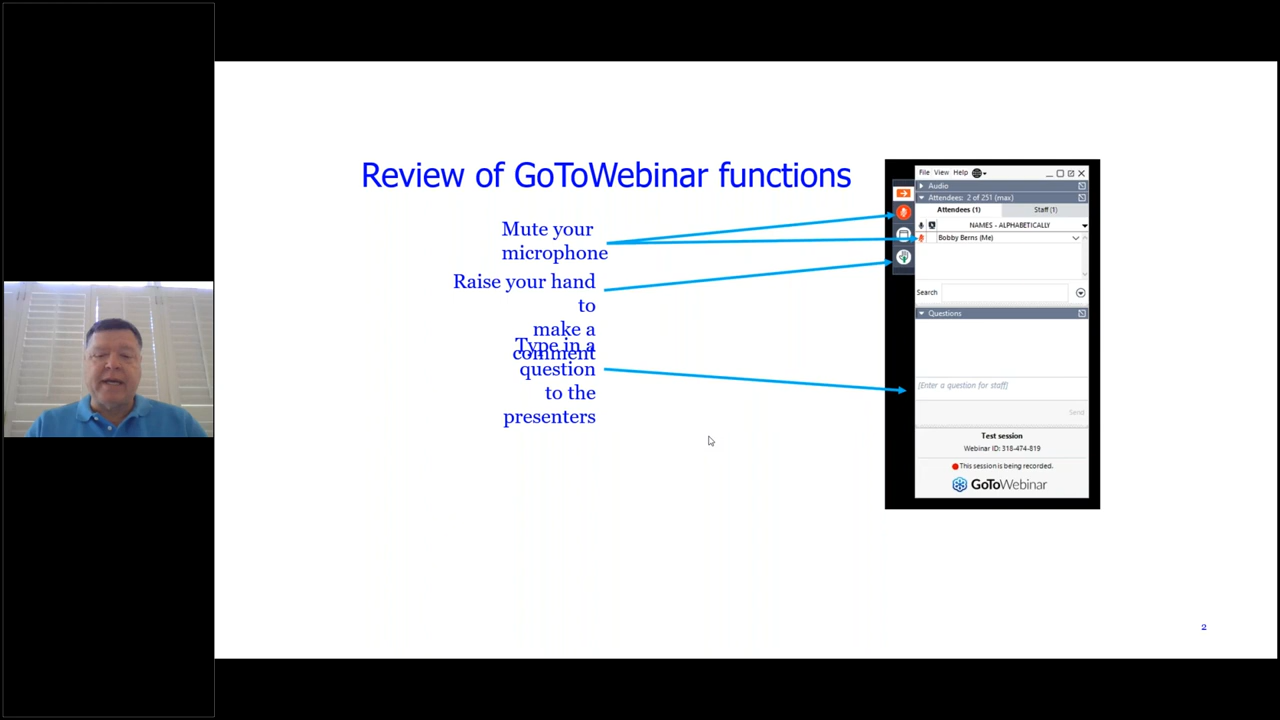 Review of GoToWebinar functions
Mute your
microphone
Raise your hand
to
make a
comment
Type in a
question
to the
presenters
File View Help
Audio
Attendees: 2 of 251 (max)
Attendees (1) Staff (1)
NAMES - ALPHABETICALLY
Bobby Berns (Me)
Search
Questions
[Enter a question for staff]
Send
Test session
Webinar ID: 318-474-819
This session is being recorded.
GoToWebinar
2